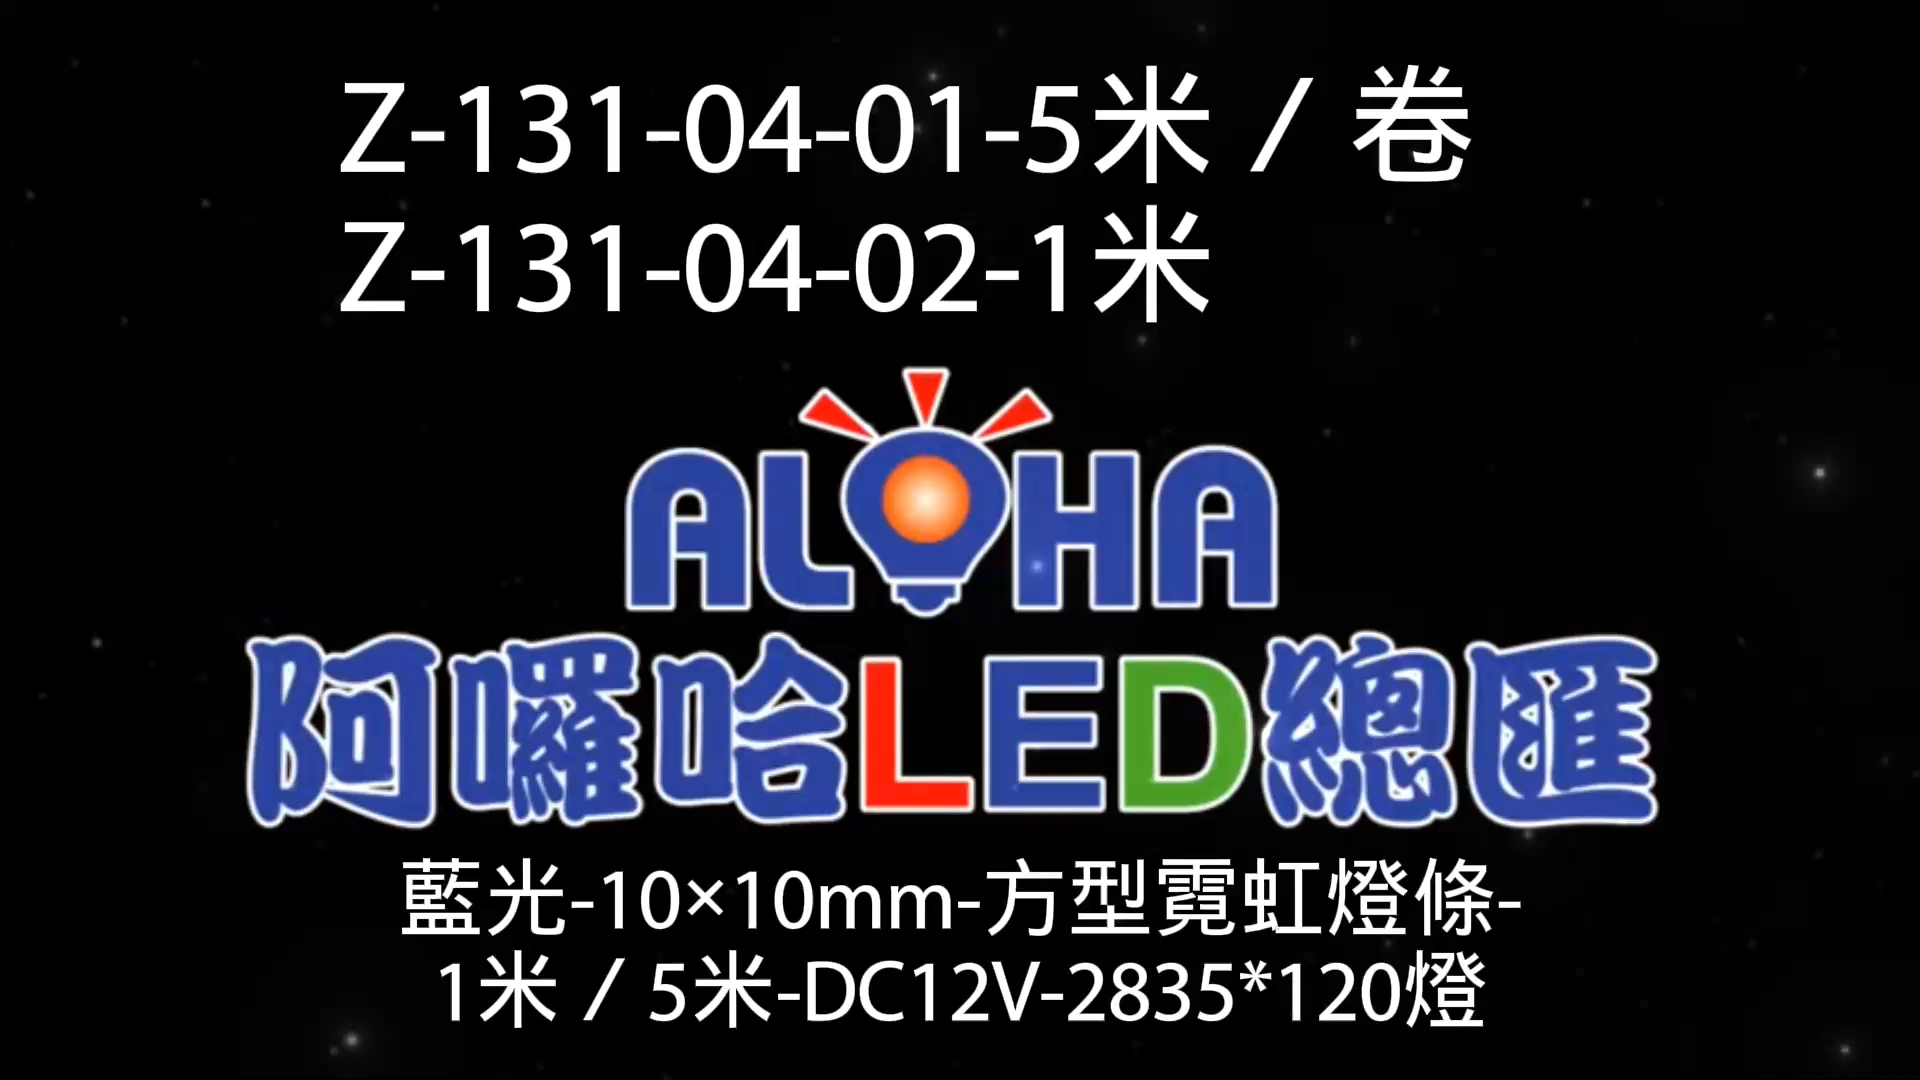 Z-131-04-01-5米／卷
Z-131-04-02-1米
ALOHA
阿囉哈LED總匯
藍光-10×10mm-方型霓虹燈條-
1米／5米-DC12V-2835*120燈